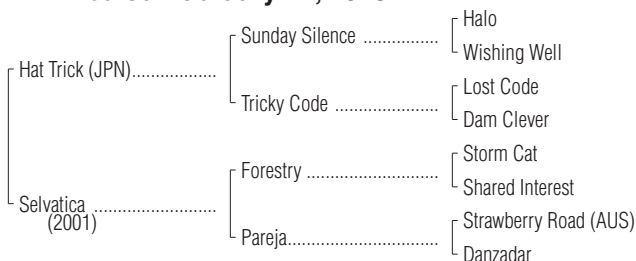 Halo
Sunday Silence ..................
Wishing Well
Hat Trick (JPN)..................
Lost Code
Tricky Code ........................
Dam Clever
Storm Cat
Forestry ..............................
Shared Interest
Selvatica ............................
(2001)
Strawberry Road (AUS)
Pareja..................................
Danzadar